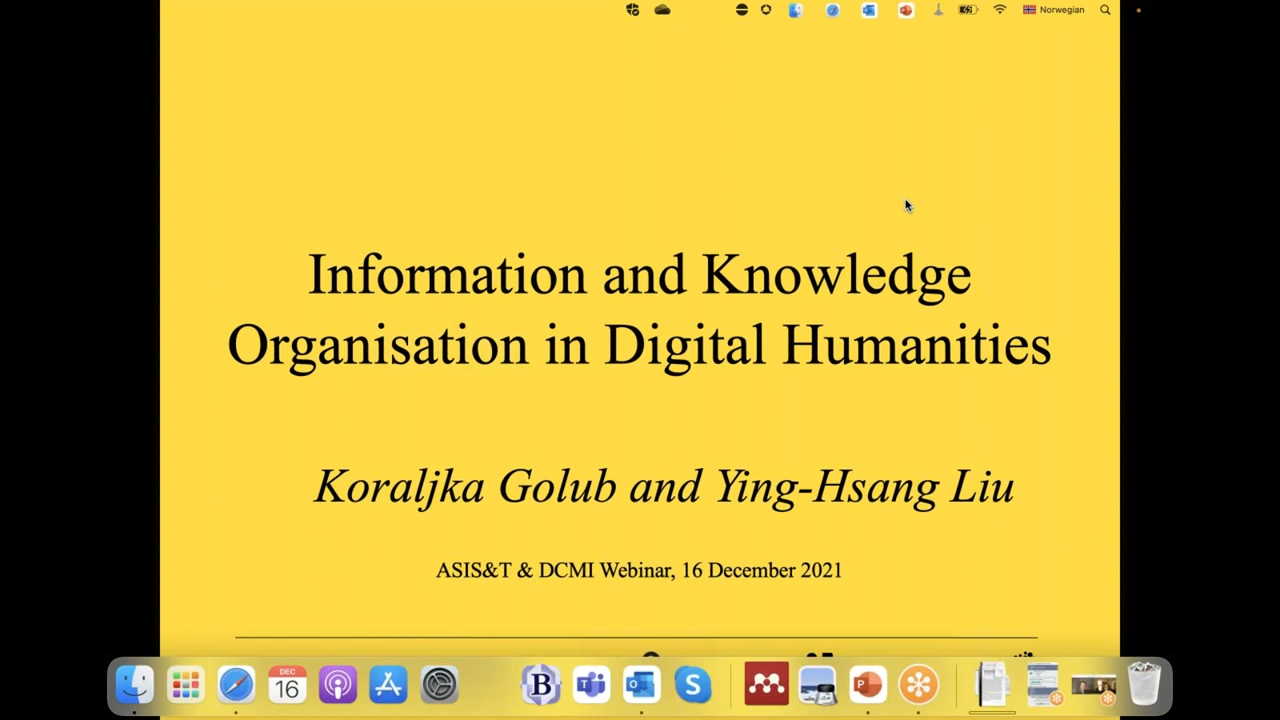 Norwegian
Information and Knowledge
Organisation in Digital Humanities
Koraljka Golub and Ying-Hsang Liu
ASIS&T & DCMI Webinar, 16 December 2021
DEC
16
B
S
P